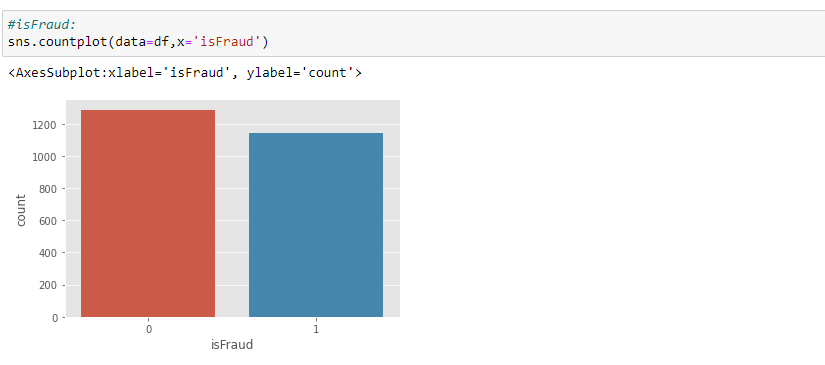 #isFraud:
sns.countplot(data=df,x='isFraud')
<AxesSubplot:xlabel='isFraud', ylabel='count'>
1200
1000
800
600
400
200
0
count
0 1
isFraud